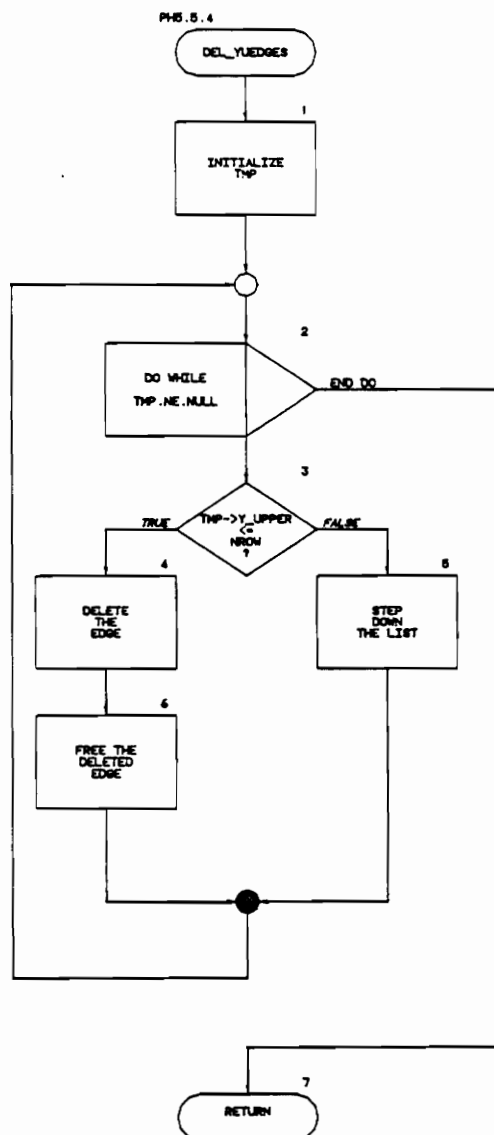 PH5.5.4
DEL_YUEDGES
1
INITIALIZE
TMP
2
DO WHILE
TMP.NE.NULL
END DO
3
TMP->Y_UPPER
<=
NROW
?
TRUE
FALSE
4
DELETE
THE
EDGE
5
STEP
DOWN
THE LIST
6
FREE THE
DELETED
EDGE
7
RETURN